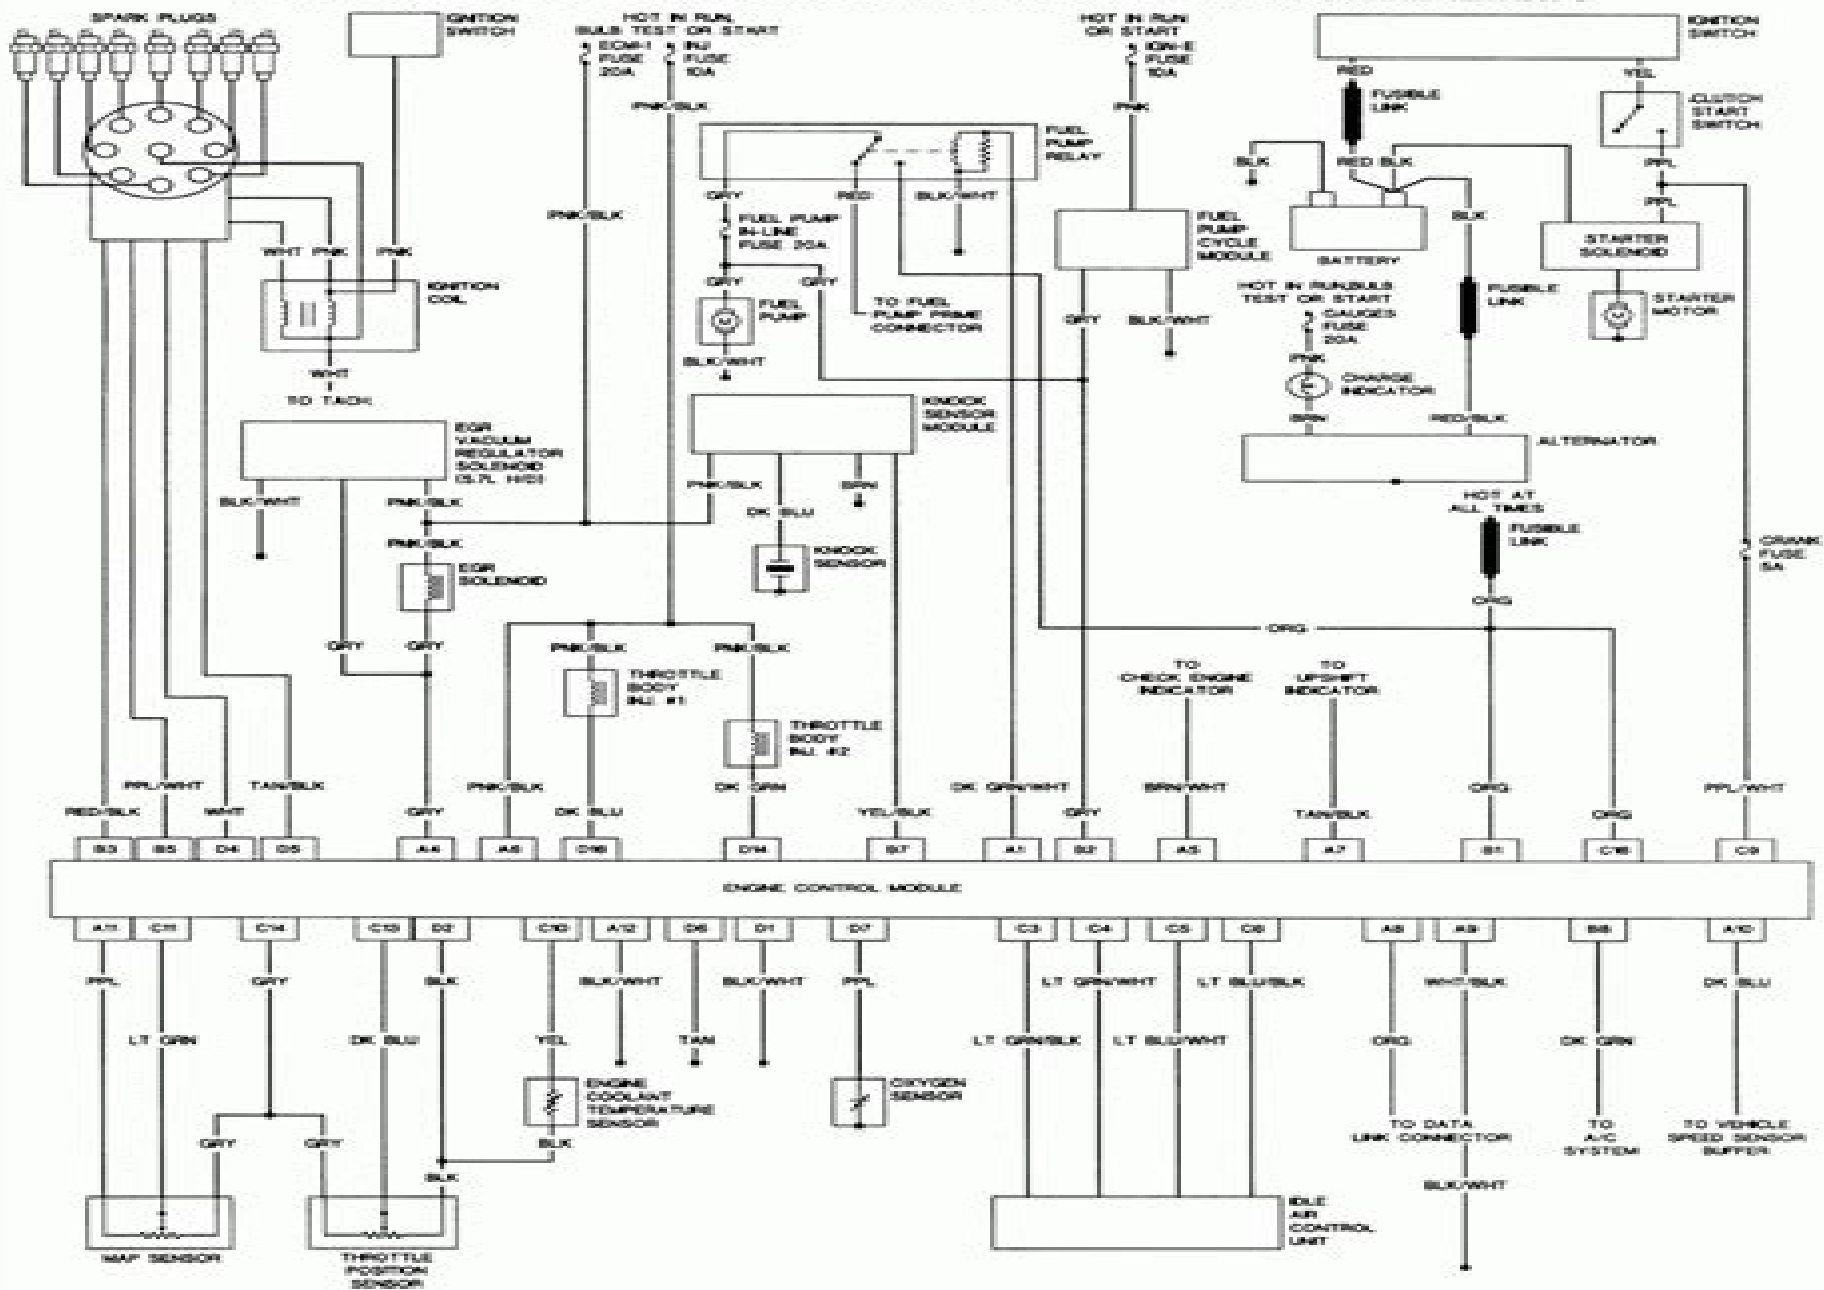 SPARK PLUGS
IGNITION
SWITCH
HOT IN RUN,
BULB TEST OR START
ECM-1
FUSE
20A
INJ
FUSE
10A
HOT IN RUN
OR START
IGN-E
FUSE
10A
IGNITION
SWITCH
RED
YEL
FUSIBLE
LINK
CLUTCH
START
SWITCH
PNK/BLK
PNK
FUEL
PUMP
RELAY
BLK
RED
BLK
PPL
GRY
RED
BLK/WHT
PPL
PNK/BLK
FUEL PUMP
IN-LINE
FUSE 20A
FUEL
PUMP
CYCLE
MODULE
BLK
STARTER
SOLENOID
WHT
PNK
PNK
BATTERY
IGNITION
COIL
GRY
GRY
HOT IN RUN,BULB
TEST OR START
GAUGES
FUSE
20A
FUSIBLE
LINK
STARTER
MOTOR
FUEL
PUMP
TO FUEL
PUMP PRIME
CONNECTOR
GRY
BLK/WHT
BLK/WHT
PNK
WHT
TO TACH.
CHARGE
INDICATOR
KNOCK
SENSOR
MODULE
BRN
RED/BLK
EGR
VACUUM
REGULATOR
SOLENOID
(5.7L H/D)
ALTERNATOR
BLK/WHT
PNK/BLK
PNK/BLK
BRN
DK BLU
HOT AT
ALL TIMES
FUSIBLE
LINK
PNK/BLK
KNOCK
SENSOR
CRANK
FUSE
5A
EGR
SOLENOID
ORG
ORG
GRY
GRY
PNK/BLK
PNK/BLK
THROTTLE
BODY
INJ. #1
TO
CHECK ENGINE
INDICATOR
TO
UPSHIFT
INDICATOR
THROTTLE
BODY
INJ. #2
PPL/WHT
TAN/BLK
PNK/BLK
DK GRN
DK GRN/WHT
BRN/WHT
ORG
PPL/WHT
RED/BLK
WHT
GRY
DK BLU
YEL/BLK
GRY
TAN/BLK
ORG
B3
B5
D4
D5
A4
A6
D16
D14
B7
A1
B2
A5
A7
B1
C16
C9
ENGINE CONTROL MODULE
A11
C11
C14
C13
D2
C10
A12
D6
D1
D7
C3
C4
C5
C6
A8
A9
B8
A10
PPL
GRY
BLK
BLK/WHT
BLK/WHT
PPL
LT GRN/WHT
LT BLU/BLK
WHT/BLK
DK BLU
LT GRN
DK BLU
YEL
TAN
LT GRN/BLK
LT BLU/WHT
ORG
DK GRN
ENGINE
COOLANT
TEMPERATURE
SENSOR
OXYGEN
SENSOR
GRY
GRY
BLK
TO DATA
LINK CONNECTOR
TO
A/C
SYSTEM
TO VEHICLE
SPEED SENSOR
BUFFER
BLK
BLK/WHT
IDLE
AIR
CONTROL
UNIT
MAP SENSOR
THROTTLE
POSITION
SENSOR